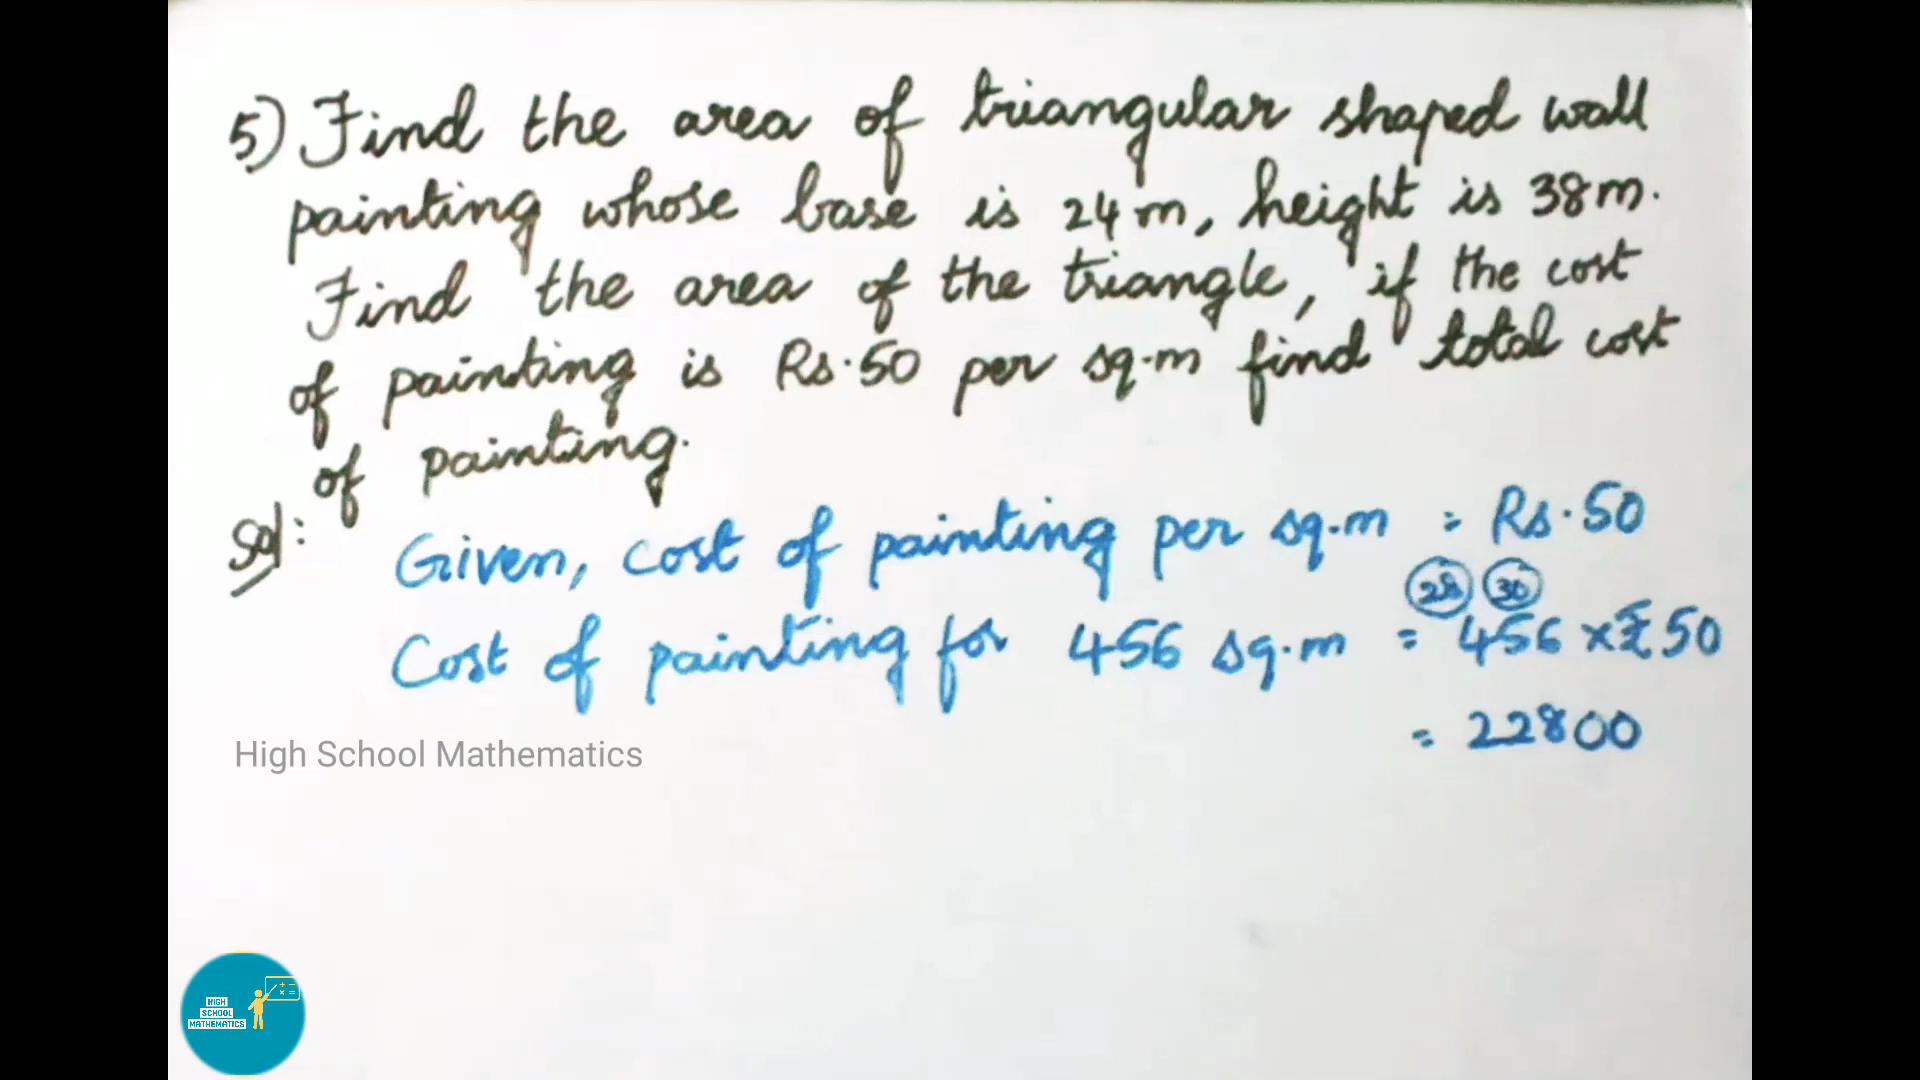 5) Find the area of triangular shaped wall
painting whose base is 24 m, height is 38 m.
Find the area of the triangle, if the cost
of painting is Rs.50 per sq.m find total cost
of painting.
Sol:
Given, cost of painting per sq.m = Rs.50
28 30
Cost of painting for 456 sq.m = 456 × ₹ 50
= 22800
High School Mathematics
HIGH
SCHOOL
MATHEMATICS